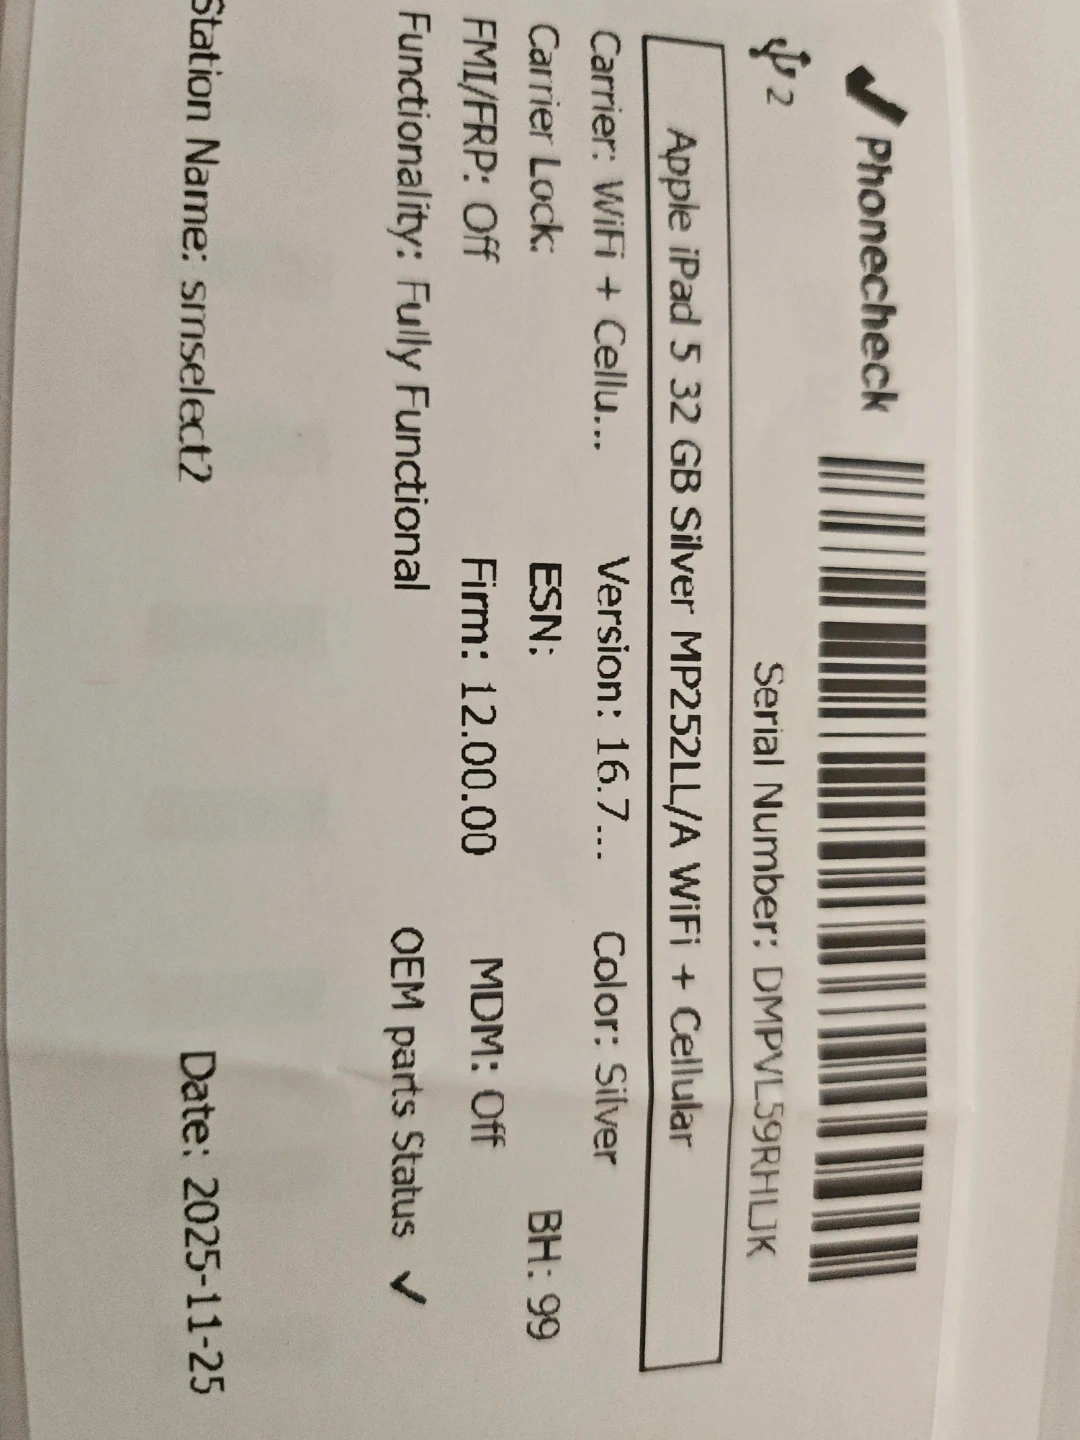 Phonecheck
2
Serial Number: DMPVL59RHLJK
Apple iPad 5 32 GB Silver MP252LL/A WiFi + Cellular
Carrier: WiFi + Cellu... Version: 16.7... Color: Silver
Carrier Lock: ESN: BH: 99
FMI/FRP: Off Firm: 12.00.00 MDM: Off
Functionality: Fully Functional OEM parts Status ✓
Station Name: smselect2 Date: 2025-11-25